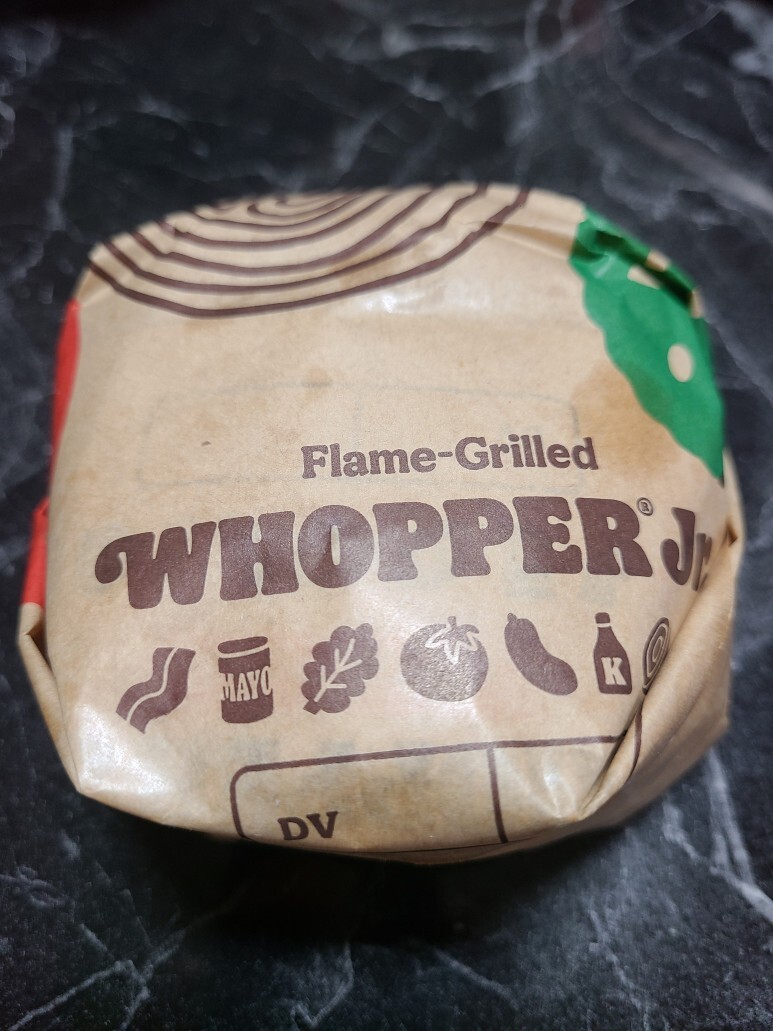 Flame-Grilled
WHOPPER® Jr.
MAYO
K
DV